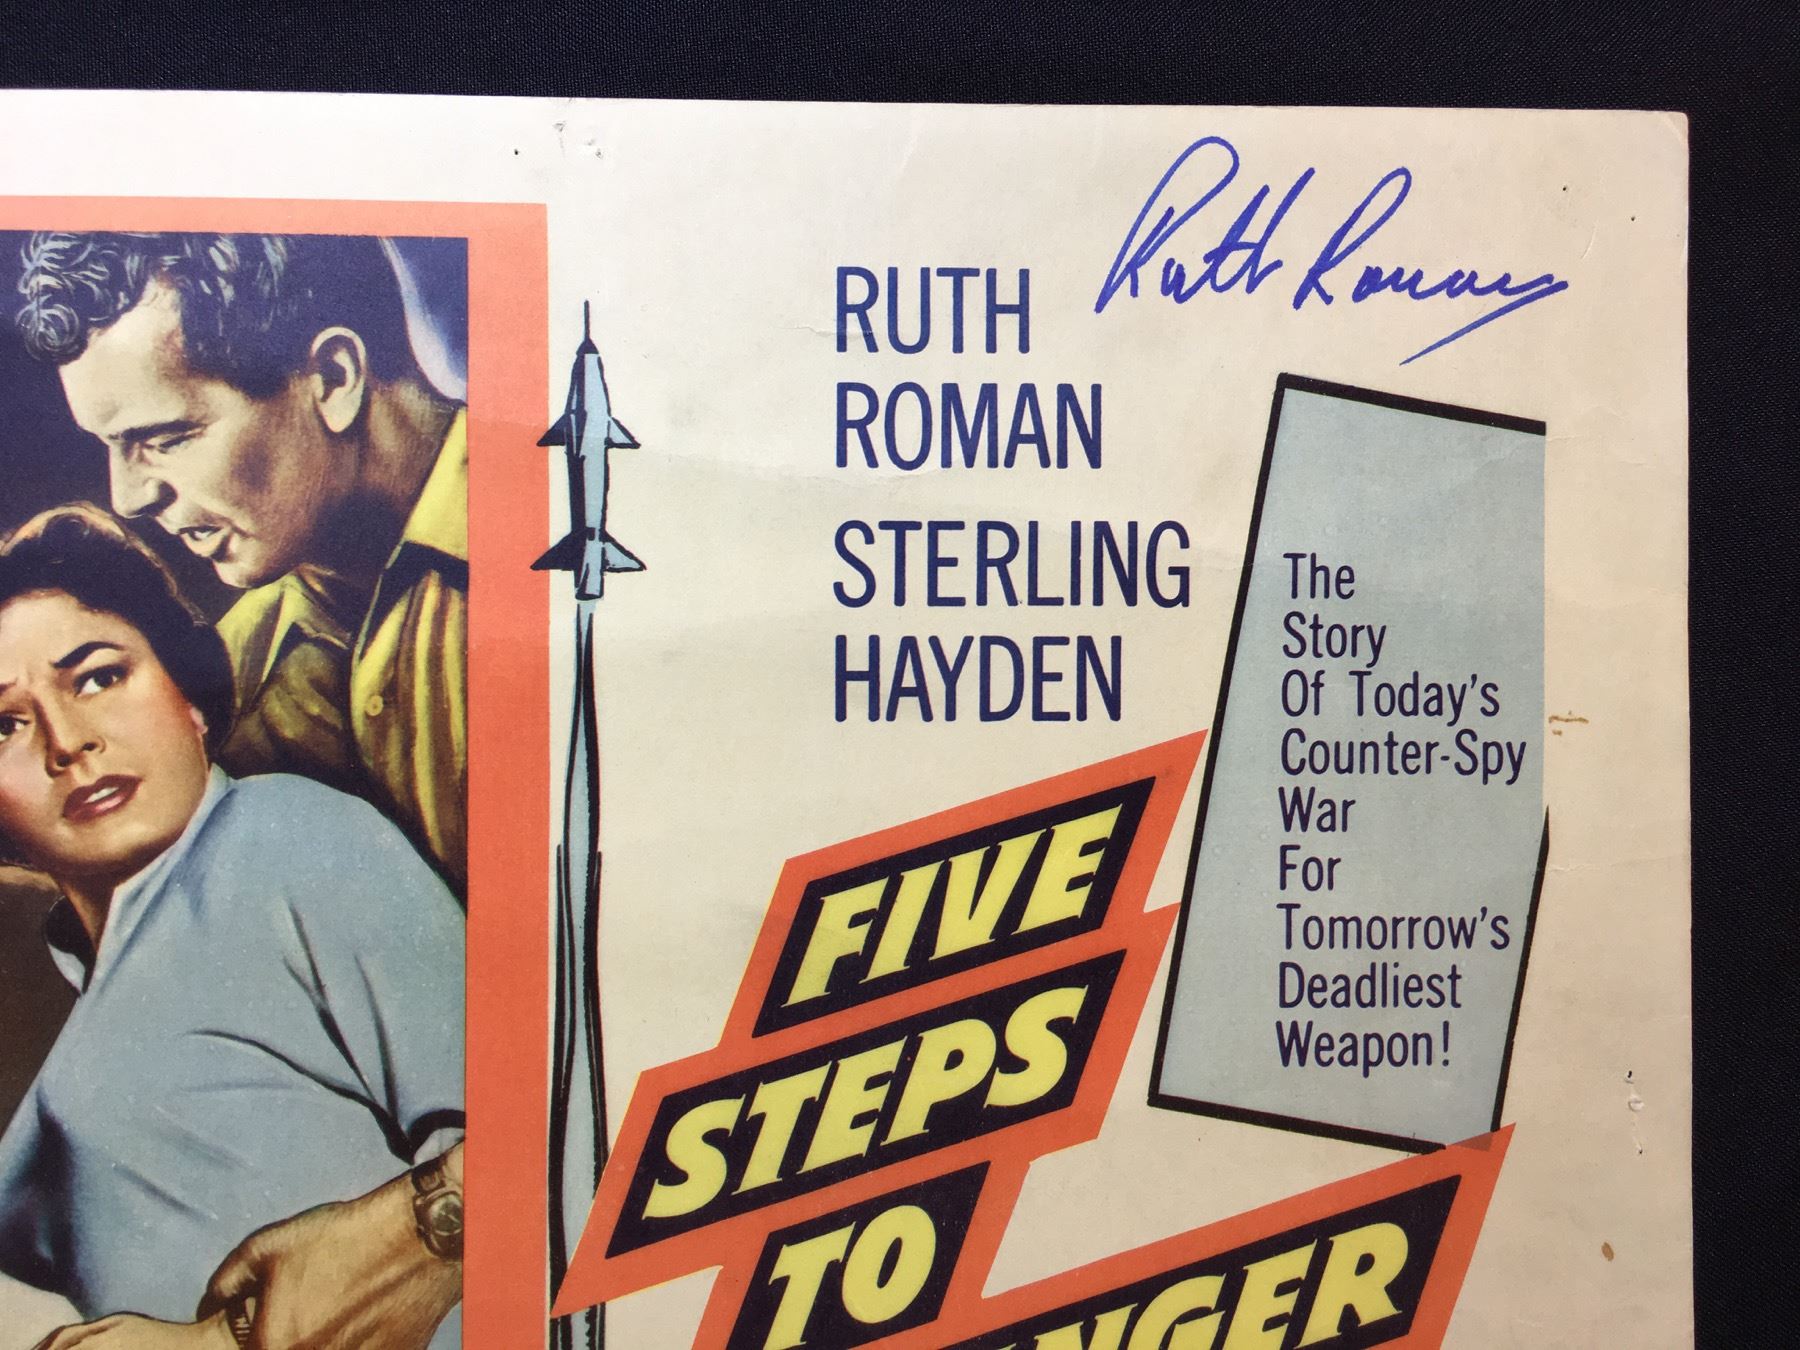 Ruth Roman
RUTH
ROMAN
STERLING
HAYDEN
The
Story
Of Today's
Counter-Spy
War
For
Tomorrow's
Deadliest
Weapon!
FIVE
STEPS
TO
NGER